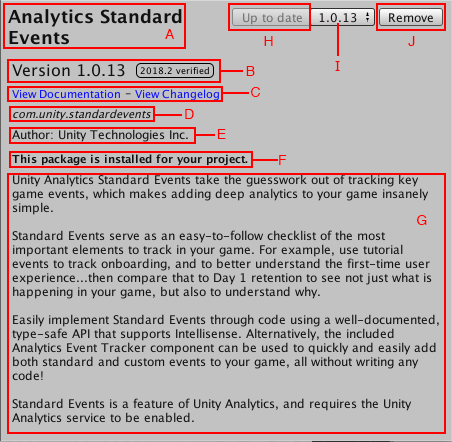 Analytics Standard
Events
A
Up to date
1.0.13
Remove
H
I
J
Version 1.0.13 2018.2 verified
B
View Documentation - View Changelog
C
com.unity.standardevents
D
Author: Unity Technologies Inc.
E
This package is installed for your project.
F
Unity Analytics Standard Events take the guesswork out of tracking key
game events, which makes adding deep analytics to your game insanely
simple.
G
Standard Events serve as an easy-to-follow checklist of the most
important elements to track in your game. For example, use tutorial
events to track onboarding, and to better understand the first-time user
experience...then compare that to Day 1 retention to see not just what is
happening in your game, but also to understand why.
Easily implement Standard Events through code using a well-documented,
type-safe API that supports Intellisense. Alternatively, the included
Analytics Event Tracker component can be used to quickly and easily add
both standard and custom events to your game, all without writing any
code!
Standard Events is a feature of Unity Analytics, and requires the Unity
Analytics service to be enabled.